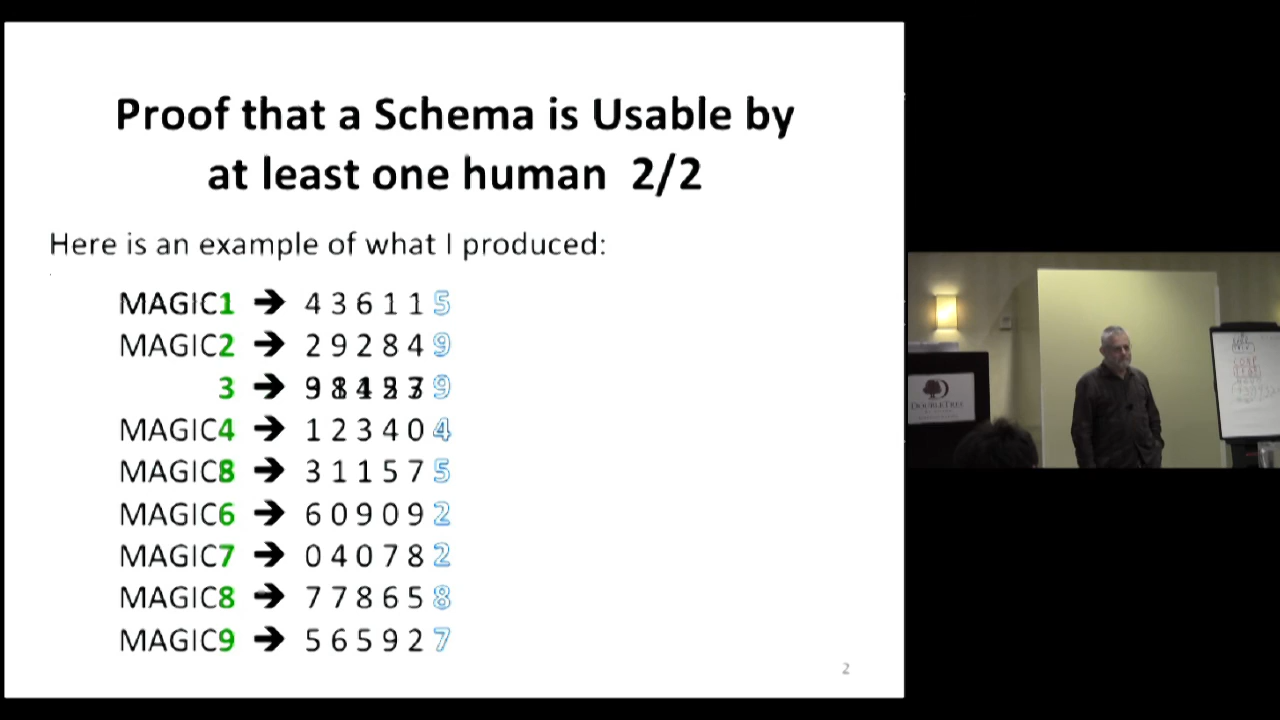 Proof that a Schema is Usable by
at least one human 2/2
Here is an example of what I produced:
MAGIC1 ➔ 4 3 6 1 1 5
MAGIC2 ➔ 2 9 2 8 4 9
3 ➔ 9
MAGIC4 ➔ 1 2 3 4 0 4
MAGIC8 ➔ 3 1 1 5 7 5
MAGIC6 ➔ 6 0 9 0 9 2
MAGIC7 ➔ 0 4 0 7 8 2
MAGIC8 ➔ 7 7 8 6 5 8
MAGIC9 ➔ 5 6 5 9 2 7
2
DOUBLETREE